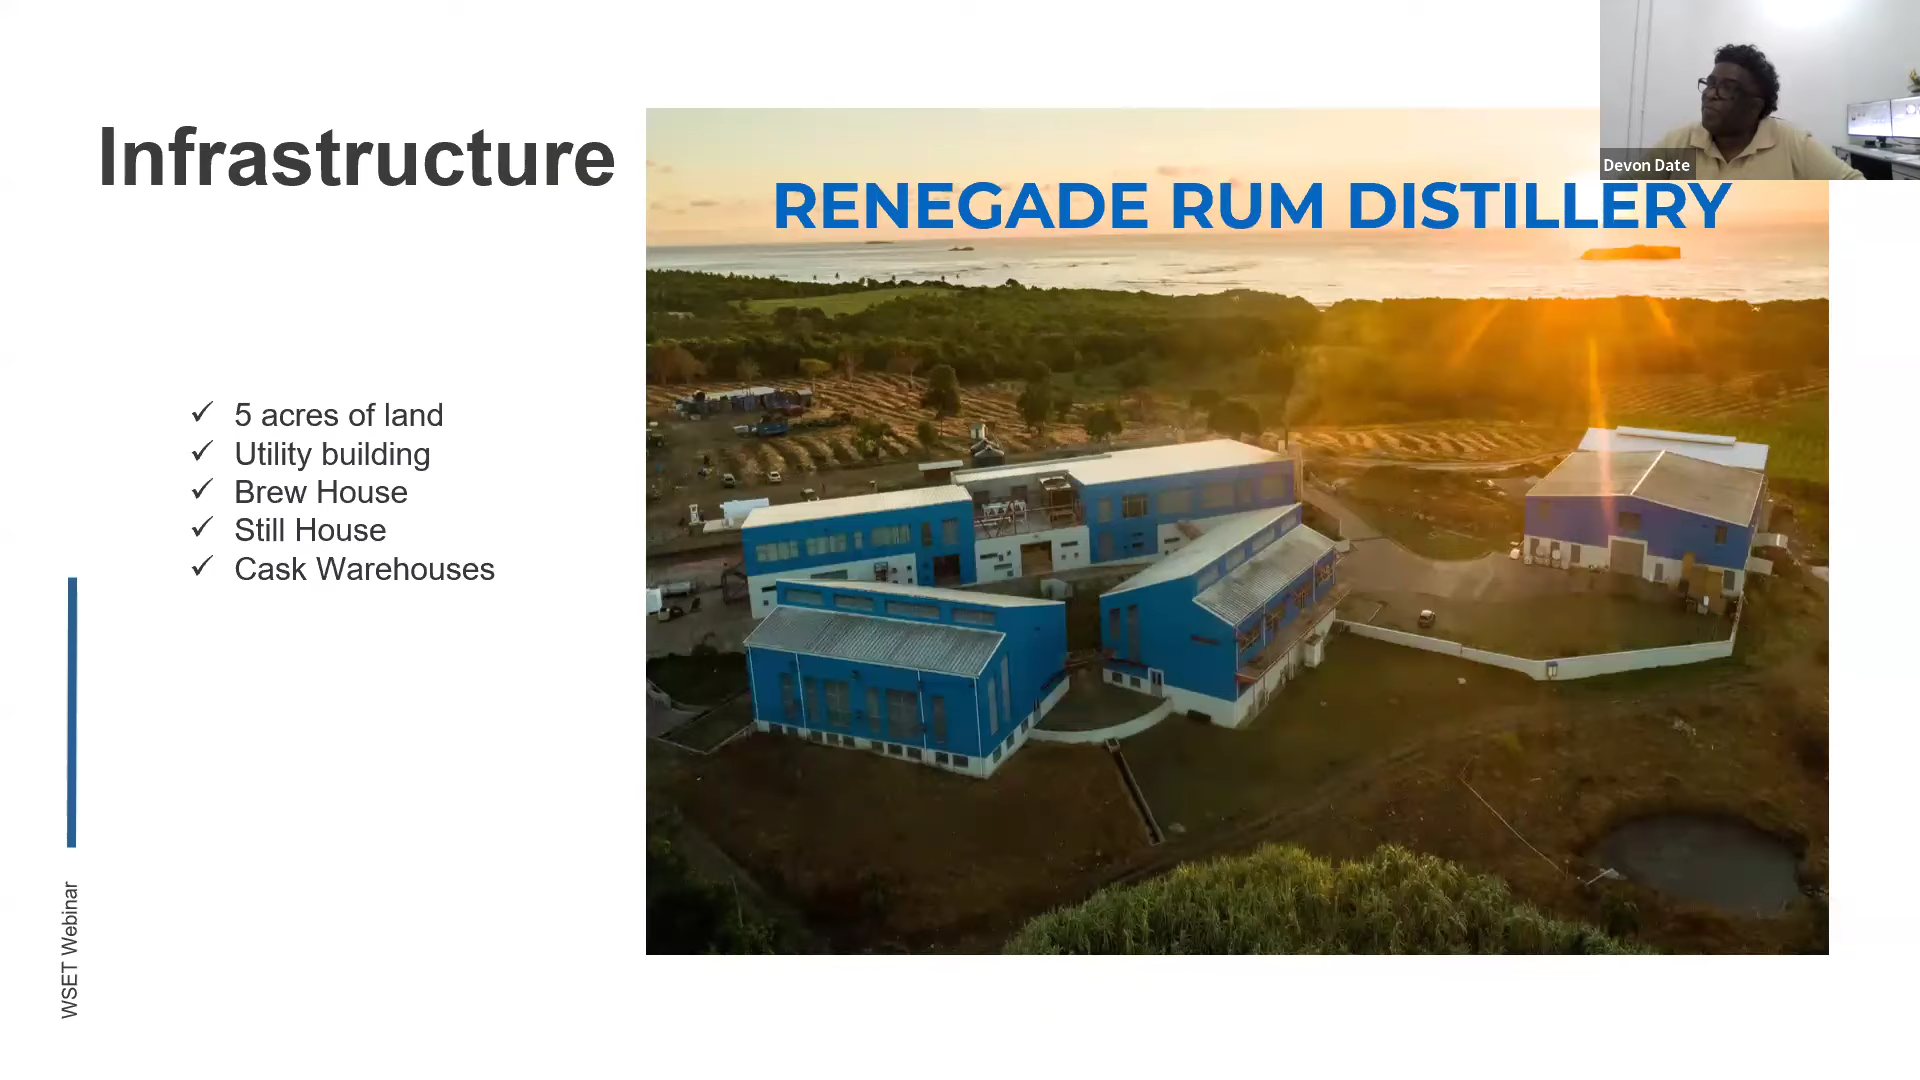 Infrastructure
RENEGADE RUM DISTILLERY
Devon Date
✓ 5 acres of land
✓ Utility building
✓ Brew House
✓ Still House
✓ Cask Warehouses
WSET Webinar